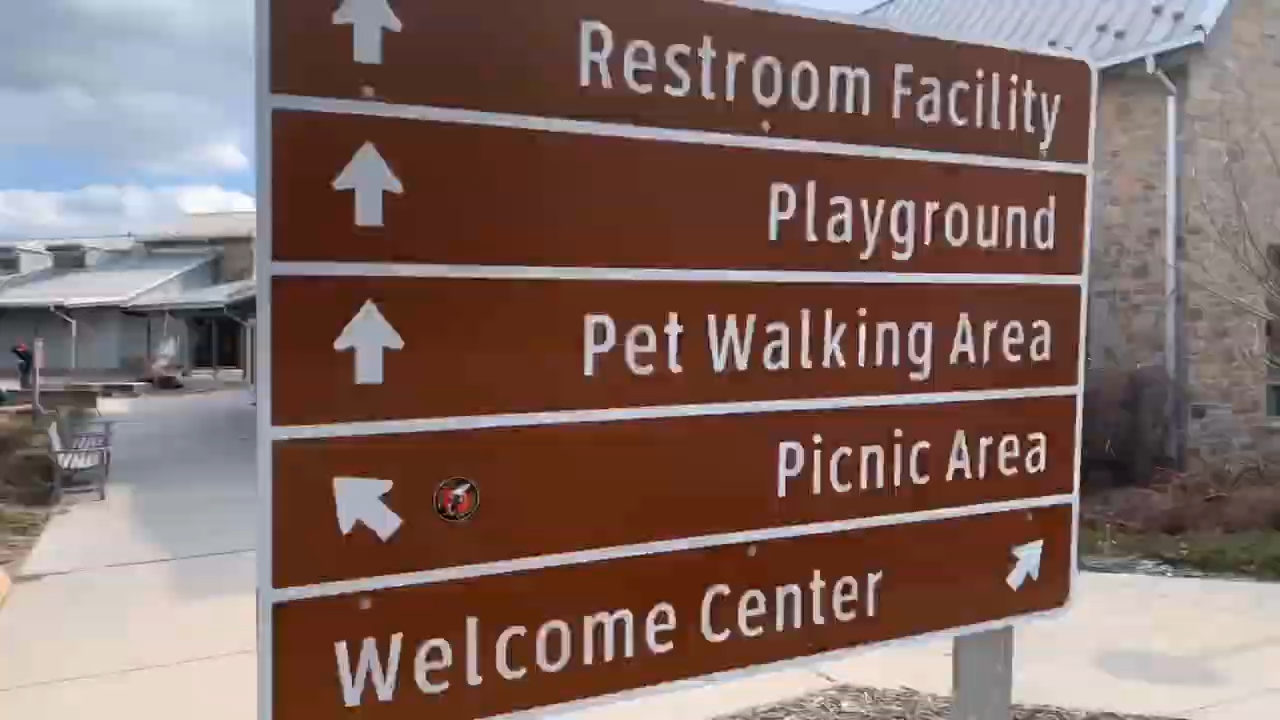 Restroom Facility
Playground
Pet Walking Area
Picnic Area
Welcome Center